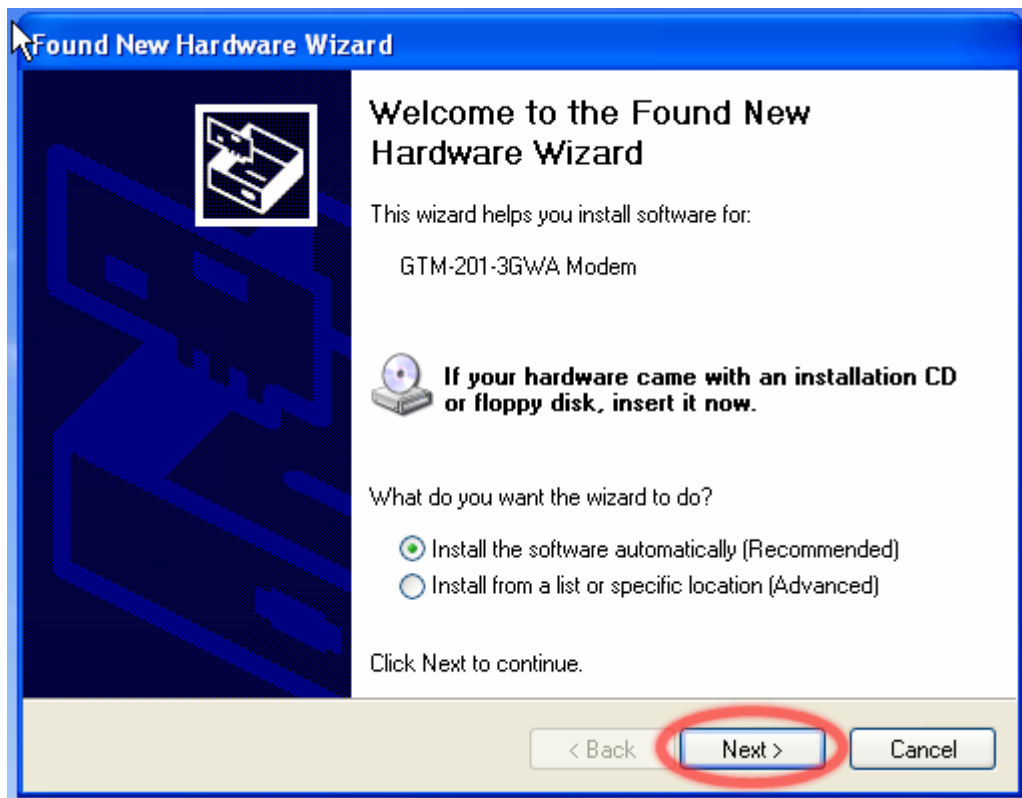 Found New Hardware Wizard
Welcome to the Found New
Hardware Wizard
This wizard helps you install software for:
GTM-201-3GWA Modem
If your hardware came with an installation CD
or floppy disk, insert it now.
What do you want the wizard to do?
Install the software automatically (Recommended)
Install from a list or specific location (Advanced)
Click Next to continue.
< Back Next > Cancel